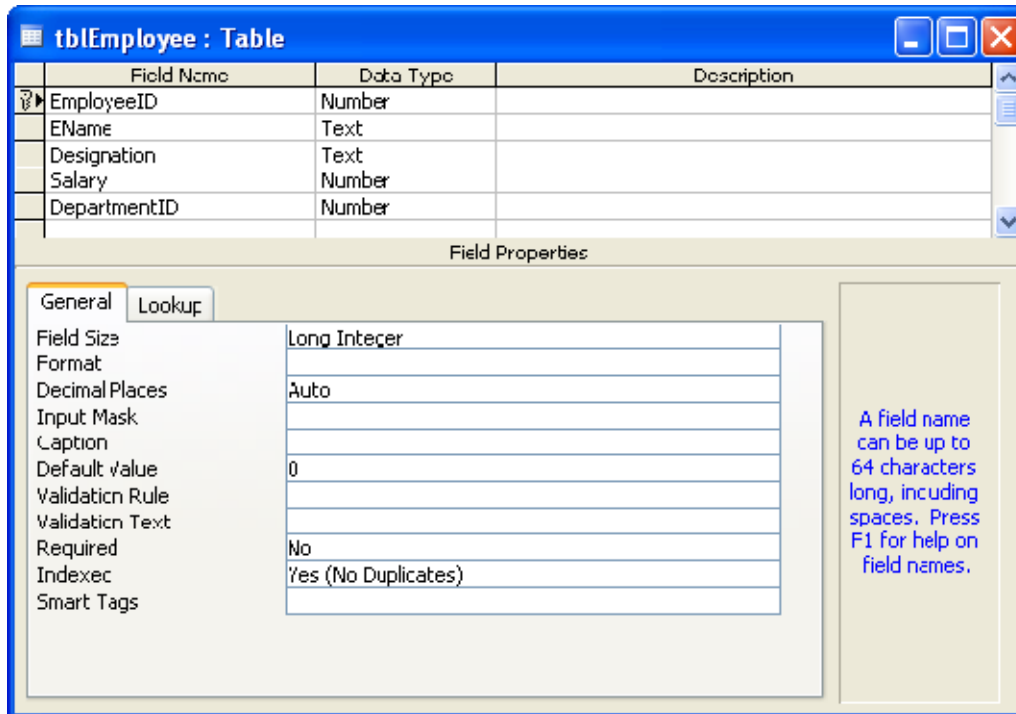 tblEmployee : Table
Field Name Data Type Description
EmployeeID Number
EName Text
Designation Text
Salary Number
DepartmentID Number
Field Properties
General Lookup
Field Size Long Integer
Format
Decimal Places Auto
Input Mask
Caption
Default Value 0
Validation Rule
Validation Text
Required No
Indexed Yes (No Duplicates)
Smart Tags
A field name
can be up to
64 characters
long, incuding
spaces. Press
F1 for help on
field names.